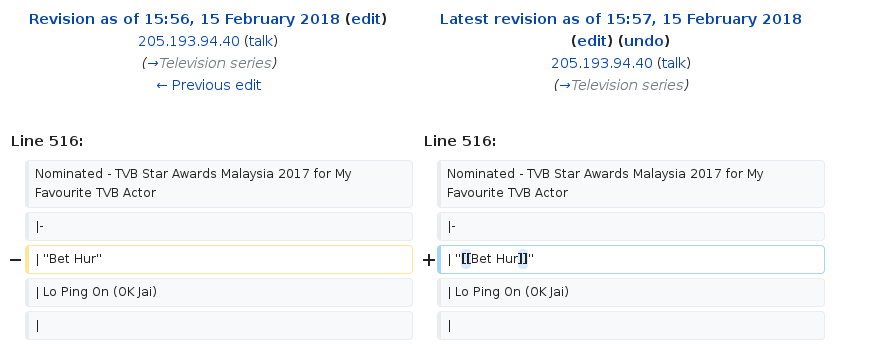 Revision as of 15:56, 15 February 2018 (edit)
205.193.94.40 (talk)
(→Television series)
← Previous edit
Latest revision as of 15:57, 15 February 2018
(edit) (undo)
205.193.94.40 (talk)
(→Television series)
Line 516:
Line 516:
Nominated - TVB Star Awards Malaysia 2017 for My
Favourite TVB Actor
Nominated - TVB Star Awards Malaysia 2017 for My
Favourite TVB Actor
|-
|-
− | "Bet Hur"
+ | "[[Bet Hur]]"
| Lo Ping On (OK Jai)
| Lo Ping On (OK Jai)
|
|